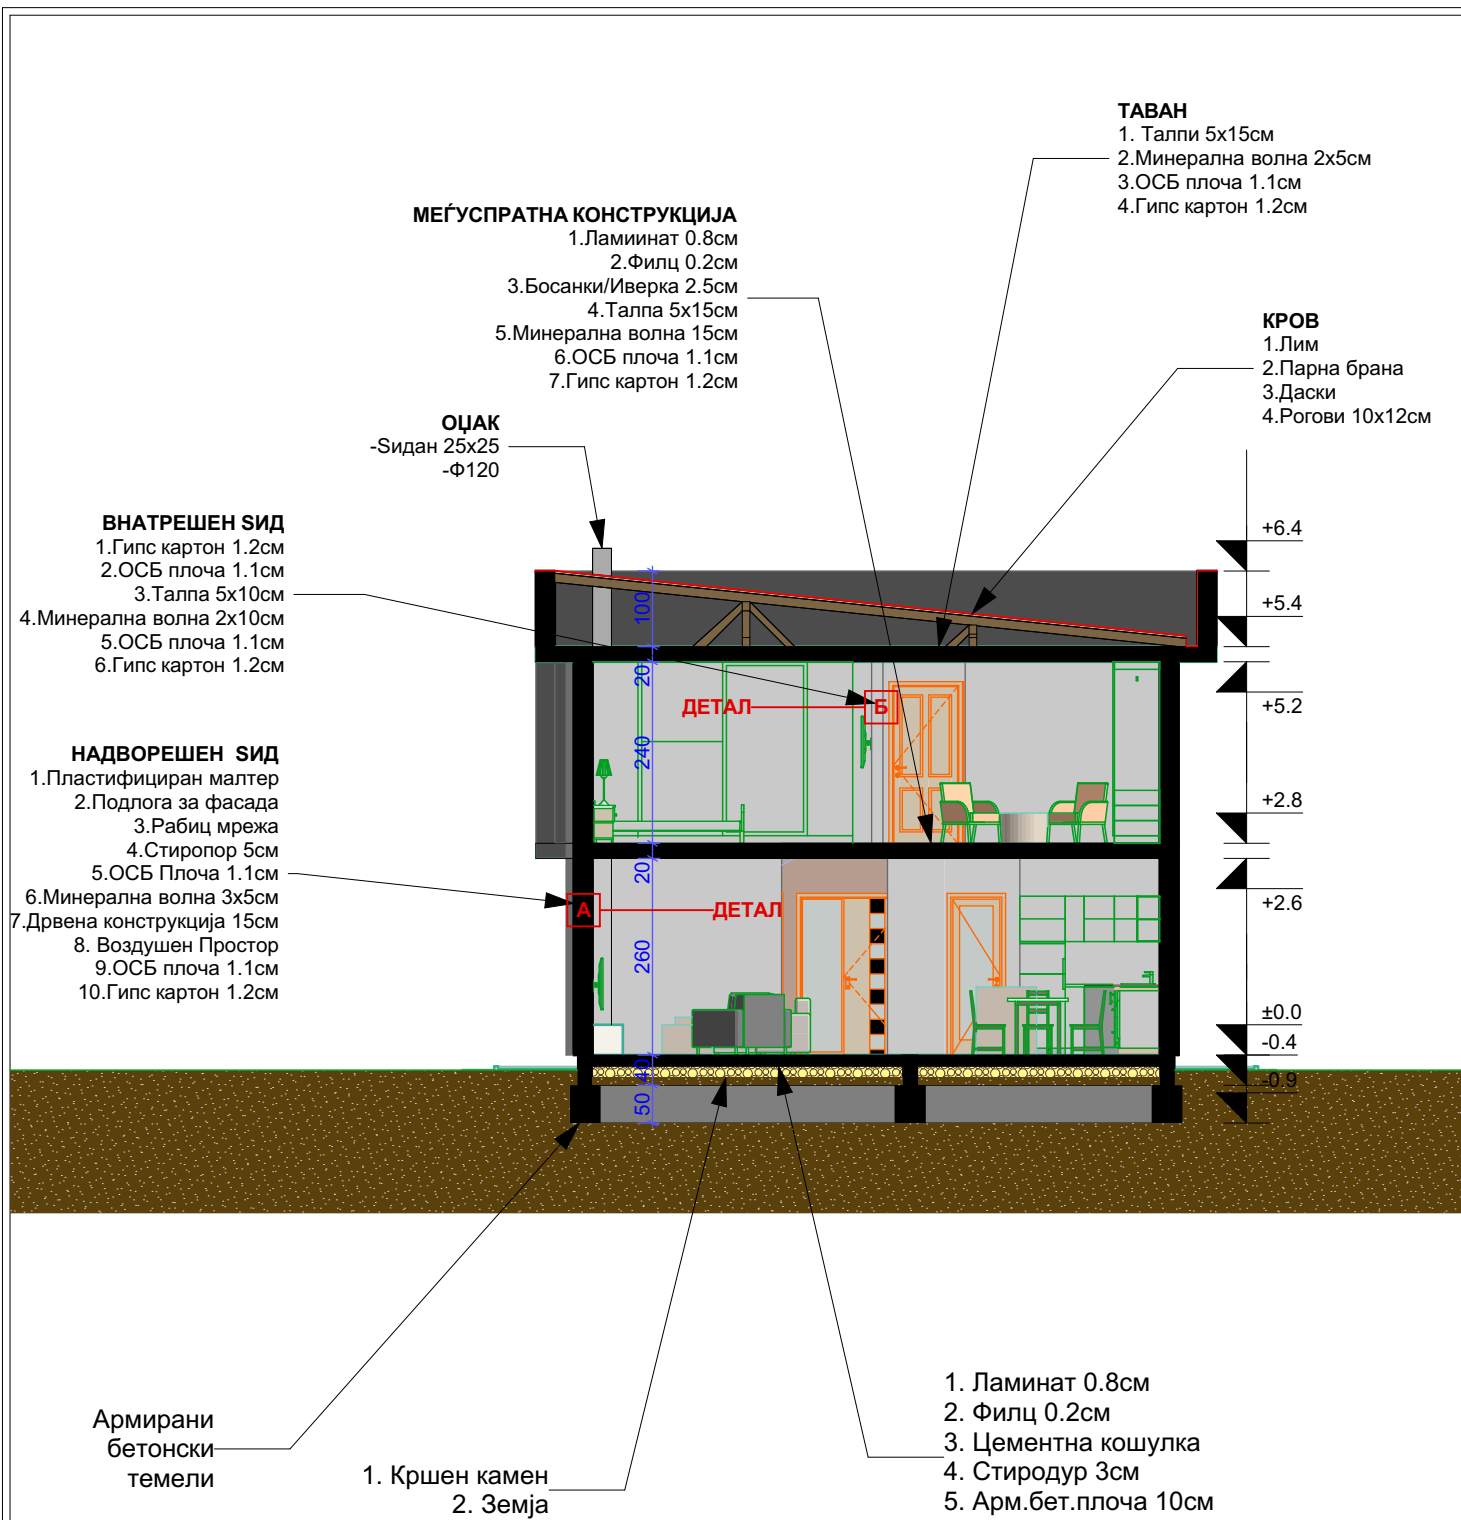 ТАВАН
1. Талпи 5x15см
2.Минерална волна 2x5см
3.ОСБ плоча 1.1см
4.Гипс картон 1.2см
МЕЃУСПРАТНА КОНСТРУКЦИЈА
1.Ламиинат 0.8см
2.Филц 0.2см
3.Босанки/Иверка 2.5см
4.Талпа 5x15см
5.Минерална волна 15см
6.ОСБ плоча 1.1см
7.Гипс картон 1.2см
КРОВ
1.Лим
2.Парна брана
3.Даски
4.Рогови 10x12см
ОЏАК
-Ѕидан 25x25
-Ф120
ВНАТРЕШЕН ЅИД
1.Гипс картон 1.2см
2.ОСБ плоча 1.1см
3.Талпа 5x10см
4.Минерална волна 2x10см
5.ОСБ плоча 1.1см
6.Гипс картон 1.2см
НАДВОРЕШЕН ЅИД
1.Пластифициран малтер
2.Подлога за фасада
3.Рабиц мрежа
4.Стиропор 5см
5.ОСБ Плоча 1.1см
6.Минерална волна 3x5см
7.Дрвена конструкција 15см
8. Воздушен Простор
9.ОСБ плоча 1.1см
10.Гипс картон 1.2см
100
20
240
20
260
40
50
ДЕТАЛ
Б
А
ДЕТАЛ
+6.4
+5.4
+5.2
+2.8
+2.6
±0.0
-0.4
-0.9
Армирани
бетонски
темели
1. Кршен камен
2. Земја
1. Ламинат 0.8см
2. Филц 0.2см
3. Цементна кошулка
4. Стиродур 3см
5. Арм.бет.плоча 10см